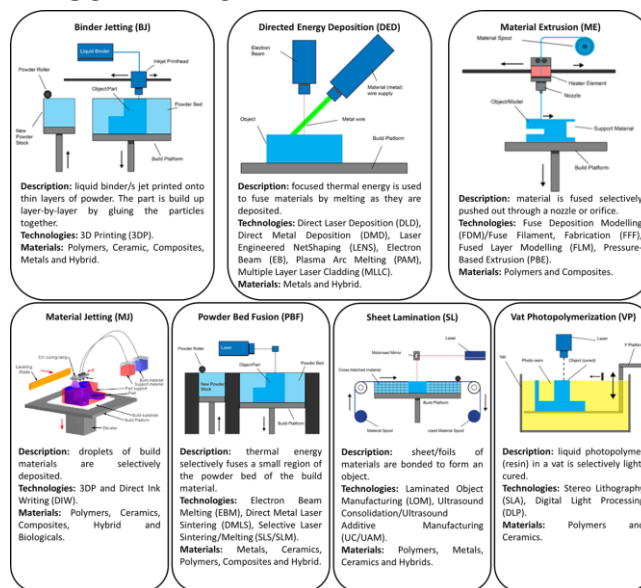 Binder Jetting (BJ)
Liquid Binder
Inkjet Printhead
Powder Roller
Object/Part
Powder Bed
New
Powder
Stock
Build Platform
Description: liquid binder/s jet printed onto
thin layers of powder. The part is build up
layer-by-layer by gluing the particles
together.
Technologies: 3D Printing (3DP).
Materials: Polymers, Ceramic, Composites,
Metals and Hybrid.
Directed Energy Deposition (DED)
Electron
Beam
Material (metal)
wire supply
Object
Metal wire
Build Platform
Description: focused thermal energy is used
to fuse materials by melting as they are
deposited.
Technologies: Direct Laser Deposition (DLD),
Direct Metal Deposition (DMD), Laser
Engineered NetShaping (LENS), Electron
Beam (EB), Plasma Arc Melting (PAM),
Multiple Layer Laser Cladding (MLLC).
Materials: Metals and Hybrid.
Material Extrusion (ME)
Material Spool
Heater Element
Nozzle
Object/Model
Support Material
Build Platform
Description: material is fused selectively
pushed out through a nozzle or orifice.
Technologies: Fuse Deposition Modelling
(FDM)/Fuse Filament, Fabrication (FFF),
Fused Layer Modelling (FLM), Pressure-
Based Extrusion (PBE).
Materials: Polymers and Composites.
Material Jetting (MJ)
UV curing lamp
Leveling
Blade
Build material
Support material
Part support
Part
Build substrate
Build Platform
Elevator
Description: droplets of build
materials are selectively
deposited.
Technologies: 3DP and Direct Ink
Writing (DIW).
Materials: Polymers, Ceramics,
Composites, Hybrid and
Biologicals.
Powder Bed Fusion (PBF)
Powder Roller
Laser
Object/Part
Powder Bed
New Powder
Stock
Build Platform
Description: thermal energy
selectively fuses a small region of
the powder bed of the build
material.
Technologies: Electron Beam
Melting (EBM), Direct Metal Laser
Sintering (DMLS), Selective Laser
Sintering/Melting (SLS/SLM).
Materials: Metals, Ceramics,
Polymers, Composites and Hybrid.
Sheet Lamination (SL)
Motorised Mirror
Laser
Cross Hatched material
Build Platform
Material Spool
Used Material Spool
Description: sheet/foils of
materials are bonded to form an
object.
Technologies: Laminated Object
Manufacturing (LOM), Ultrasound
Consolidation/Ultrasound
Additive Manufacturing
(UC/UAM).
Materials: Polymers, Metals,
Ceramics and Hybrids.
Vat Photopolymerization (VP)
Laser
Vat
Photo resin
Object (cured)
Y Platform
Description: liquid photopolymer
(resin) in a vat is selectively light
cured.
Technologies: Stereo Lithography
(SLA), Digital Light Processing
(DLP).
Materials: Polymers and
Ceramics.